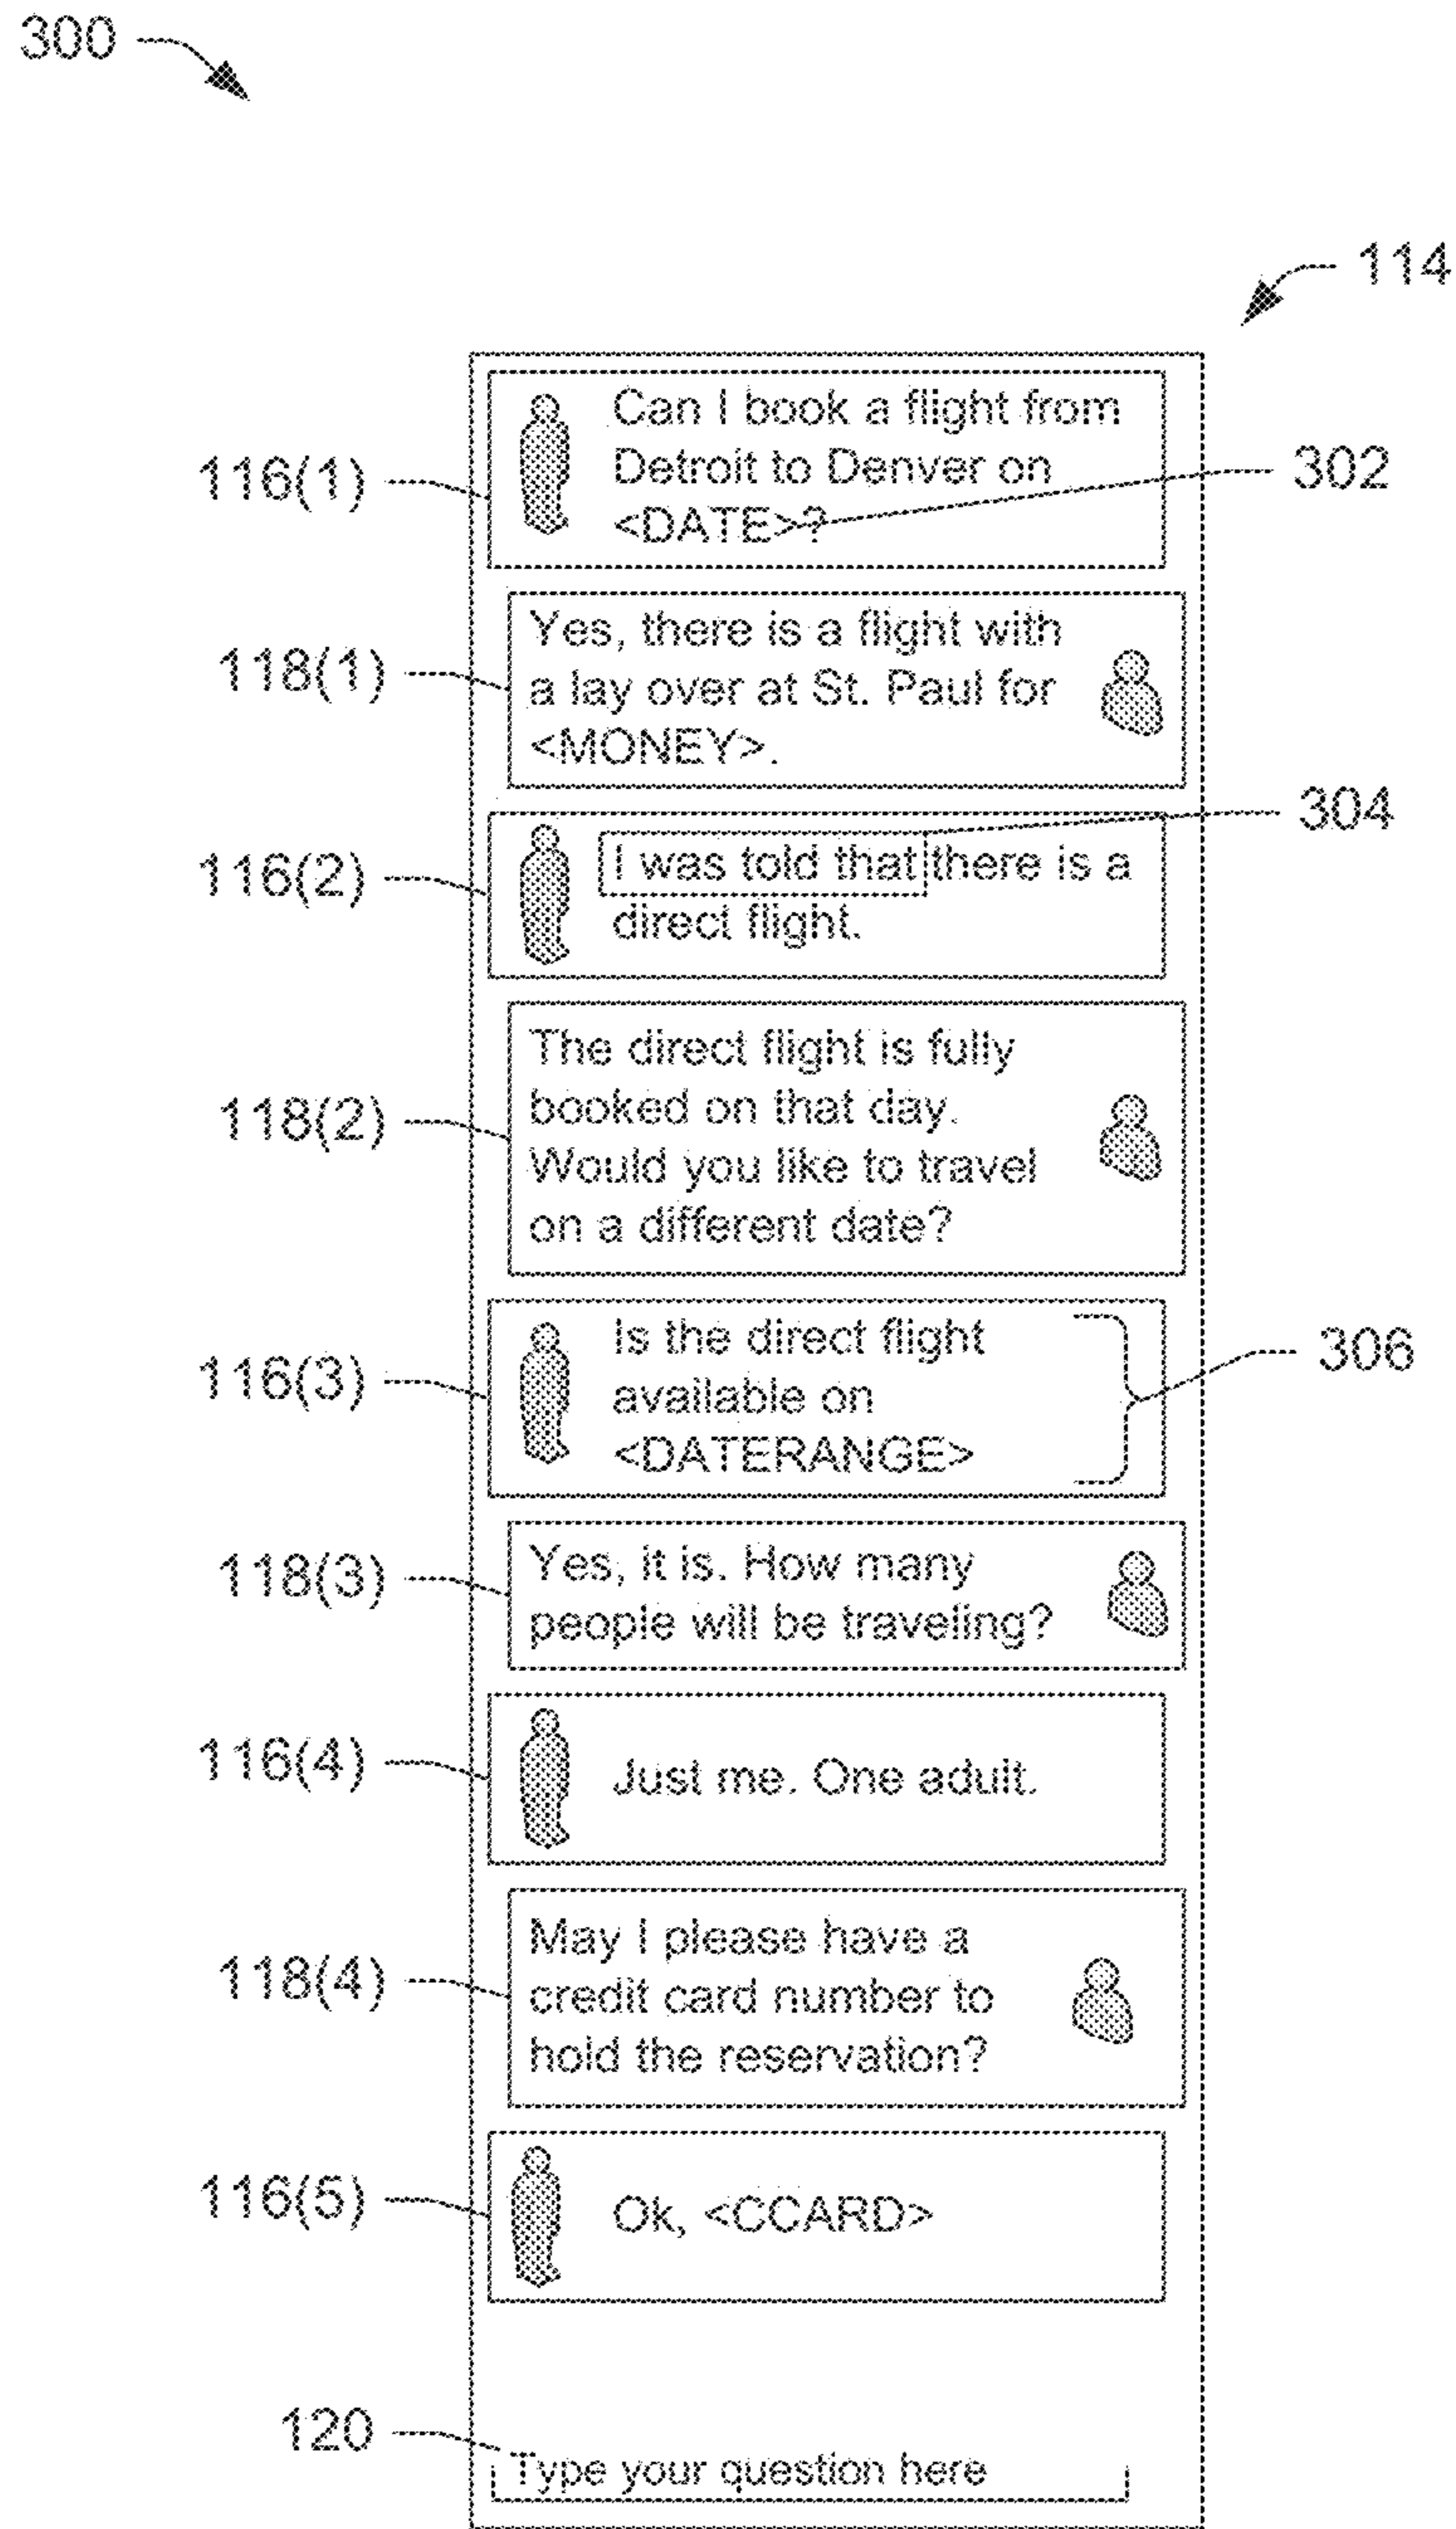 300
114
116(1)
Can I book a flight from
Detroit to Denver on
<DATE>?
302
118(1)
Yes, there is a flight with
a lay over at St. Paul for
<MONEY>.
304
116(2)
I was told that there is a
direct flight.
118(2)
The direct flight is fully
booked on that day.
Would you like to travel
on a different date?
116(3)
Is the direct flight
available on
<DATERANGE>
306
118(3)
Yes, it is. How many
people will be traveling?
116(4)
Just me. One adult.
118(4)
May I please have a
credit card number to
hold the reservation?
116(5)
Ok, <CCARD>
120
Type your question here